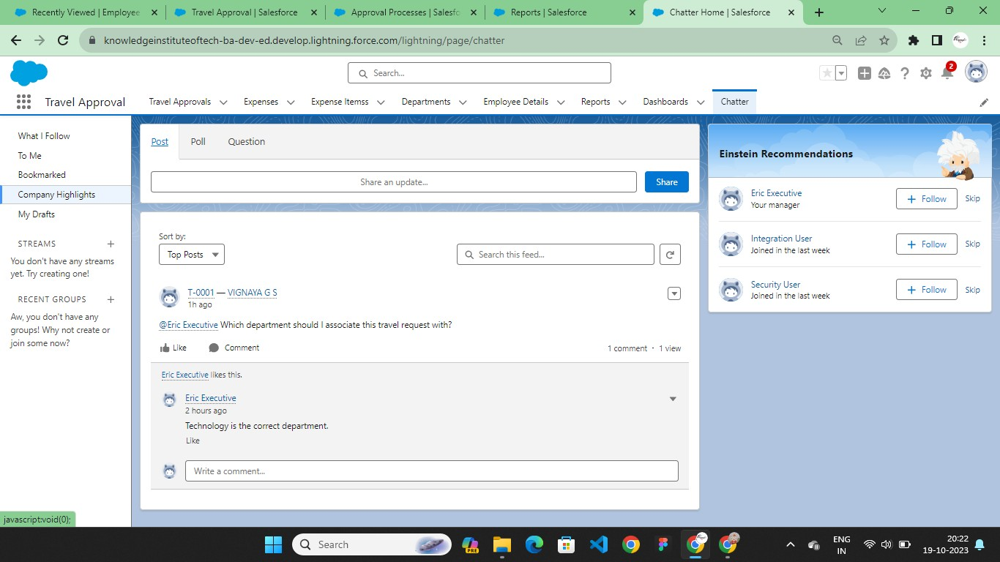 Recently Viewed | Employee
Travel Approval | Salesforce
Approval Processes | Salesfo
Reports | Salesforce
Chatter Home | Salesforce
knowledgeinstituteoftech-ba-dev-ed.develop.lightning.force.com/lightning/page/chatter
Search...
2
Travel Approval
Travel Approvals
Expenses
Expense Itemss
Departments
Employee Details
Reports
Dashboards
Chatter
What I Follow
To Me
Bookmarked
Company Highlights
My Drafts
STREAMS
You don't have any streams
yet. Try creating one!
RECENT GROUPS
Aw, you don't have any
groups! Why not create or
join some now?
Post
Poll
Question
Share an update...
Share
Sort by:
Top Posts
Search this feed...
T-0001 — VIGNAYA G S
1h ago
@Eric Executive Which department should I associate this travel request with?
Like
Comment
1 comment · 1 view
Eric Executive likes this.
Eric Executive
2 hours ago
Technology is the correct department.
Like
Write a comment...
Einstein Recommendations
Eric Executive
Your manager
Follow
Skip
Integration User
Joined in the last week
Follow
Skip
Security User
Joined in the last week
Follow
Skip
javascript:void(0);
Search
PRE
ENG
IN
20:22
19-10-2023